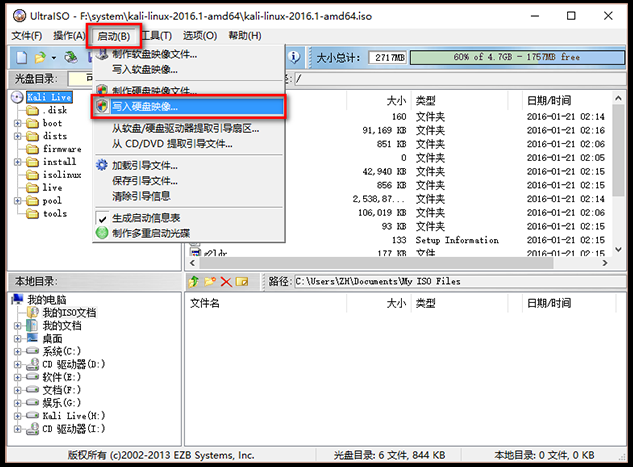 UltraISO - F:\system\kali-linux-2016.1-amd64\kali-linux-2016.1-amd64.iso
文件(F) 操作(A) 启动(B) 工具(T) 选项(O) 帮助(H)
大小总计: 2717MB 60% of 4.7GB - 1757MB free
光盘目录: 可 /
制作软盘映像文件...
写入软盘映像...
制作硬盘映像文件...
写入硬盘映像...
从软盘/硬盘驱动器提取引导扇区...
从 CD/DVD 提取引导文件...
加载引导文件...
保存引导文件...
清除引导信息
生成启动信息表
制作多重启动光碟
Kali Live
.disk
boot
dists
firmware
install
isolinux
live
pool
tools
大小 类型 日期/时间
160 文件夹 2016-01-21 02:14
91,169 KB 文件夹 2016-01-21 02:16
851 KB 文件夹 2016-01-21 02:14
0 文件夹 2016-01-21 02:05
42,940 KB 文件夹 2016-01-21 02:15
856 KB 文件夹 2016-01-21 02:15
2,538,87... 文件夹 2016-01-21 02:14
106,019 KB 文件夹 2016-01-21 02:06
93 KB 文件夹 2016-01-21 02:15
133 Setup Information 2016-01-21 02:15
g2ldr 177 KB 文件 2016-01-21 02:15
本地目录: 路径: C:\Users\ZH\Documents\My ISO Files
我的电脑
我的ISO文档
我的文档
桌面
系统(C:)
CD 驱动器(D:)
软件(E:)
文档(F:)
娱乐(G:)
Kali Live(H:)
CD 驱动器(I:)
文件名 大小 类型 日期/时间
版权所有 (c)2002-2013 EZB Systems, Inc. 光盘目录: 6 文件, 844 KB 本地目录: 0 文件, 0 KB